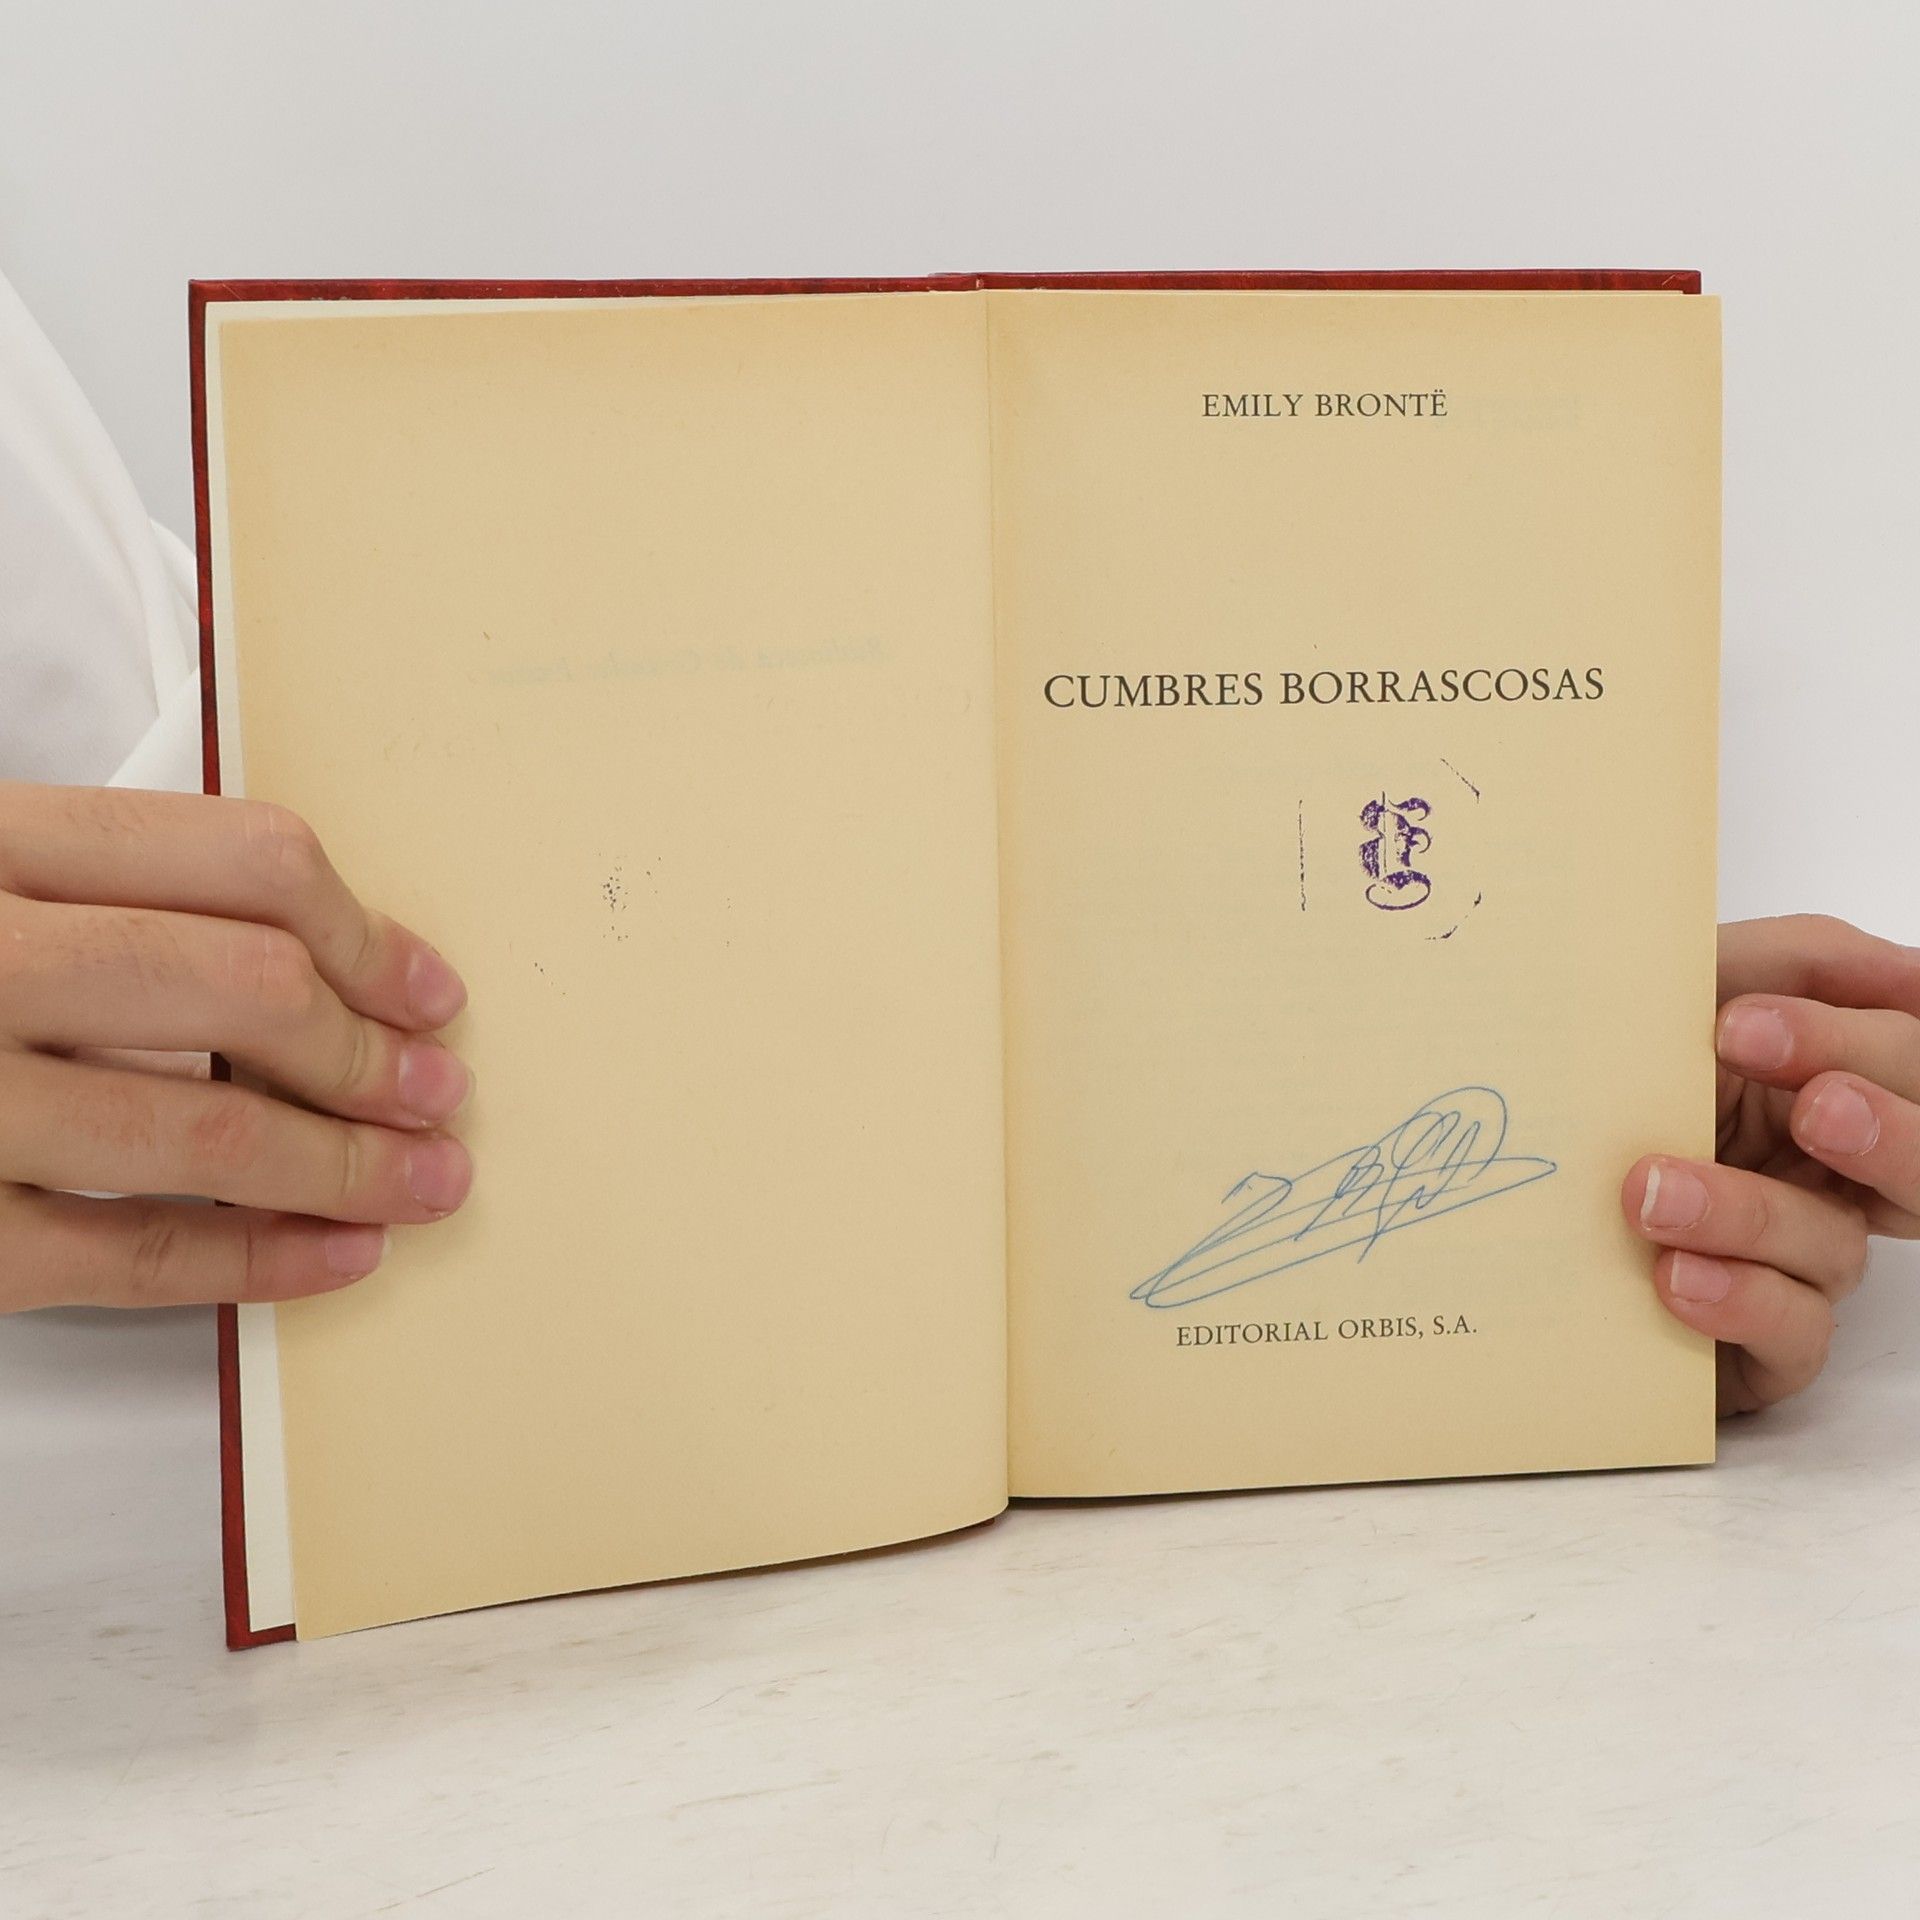 EMILY BRONTË
CUMBRES BORRASCOSAS
E
EDITORIAL ORBIS, S.A.